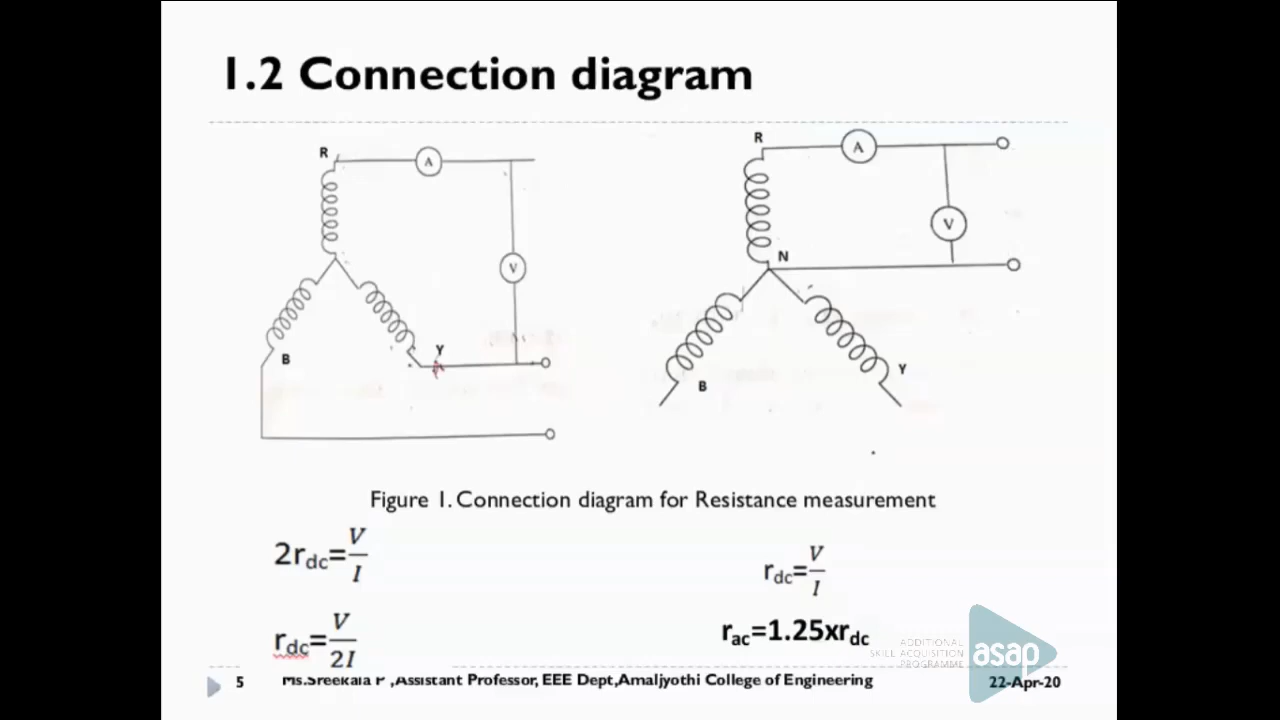 1.2 Connection diagram
R
A
V
B
Y
R
A
V
N
B
Y
Figure 1. Connection diagram for Resistance measurement
2rdc=V/I
rdc=V/2I
rdc=V/I
rac=1.25xrdc
ADDITIONAL
SKILL ACQUISITION
PROGRAMME
asap
5
Ms.Sreekala P ,Assistant Professor, EEE Dept,Amaljyothi College of Engineering
22-Apr-20